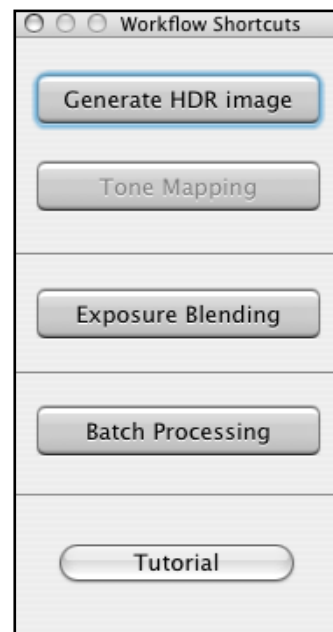 Workflow Shortcuts
Generate HDR image
Tone Mapping
Exposure Blending
Batch Processing
Tutorial